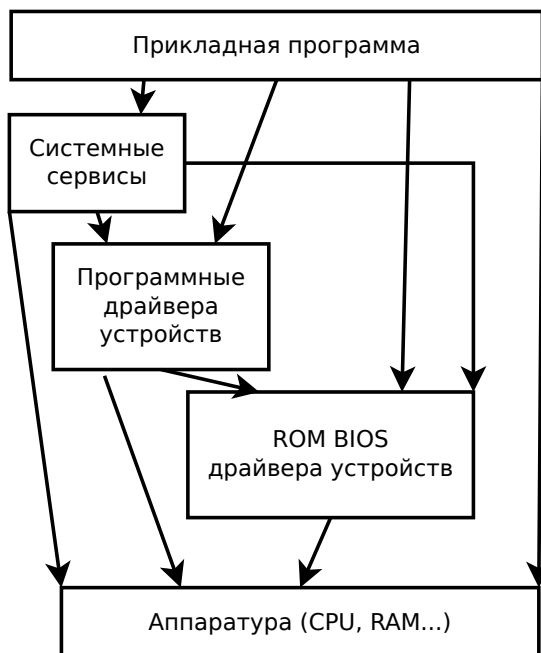 Прикладная программа
Системные
сервисы
Программные
драйвера
устройств
ROM BIOS
драйвера устройств
Аппаратура (CPU, RAM...)